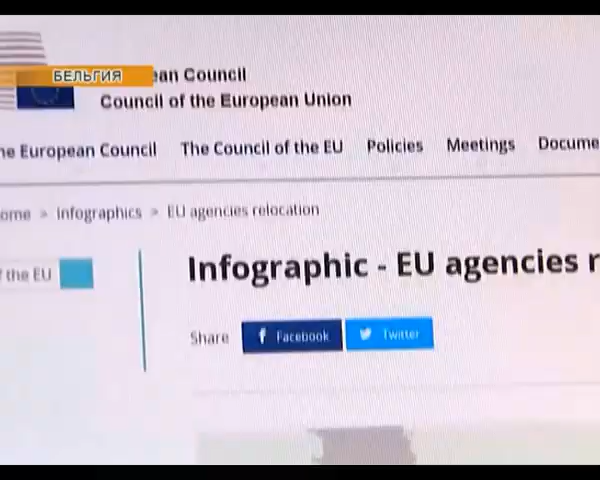 БЕЛЬГИЯ
ean Council
Council of the European Union
he European Council The Council of the EU Policies Meetings Docume
ome > Infographics > EU agencies relocation
f the EU
Infographic - EU agencies r
Share Facebook Twitter